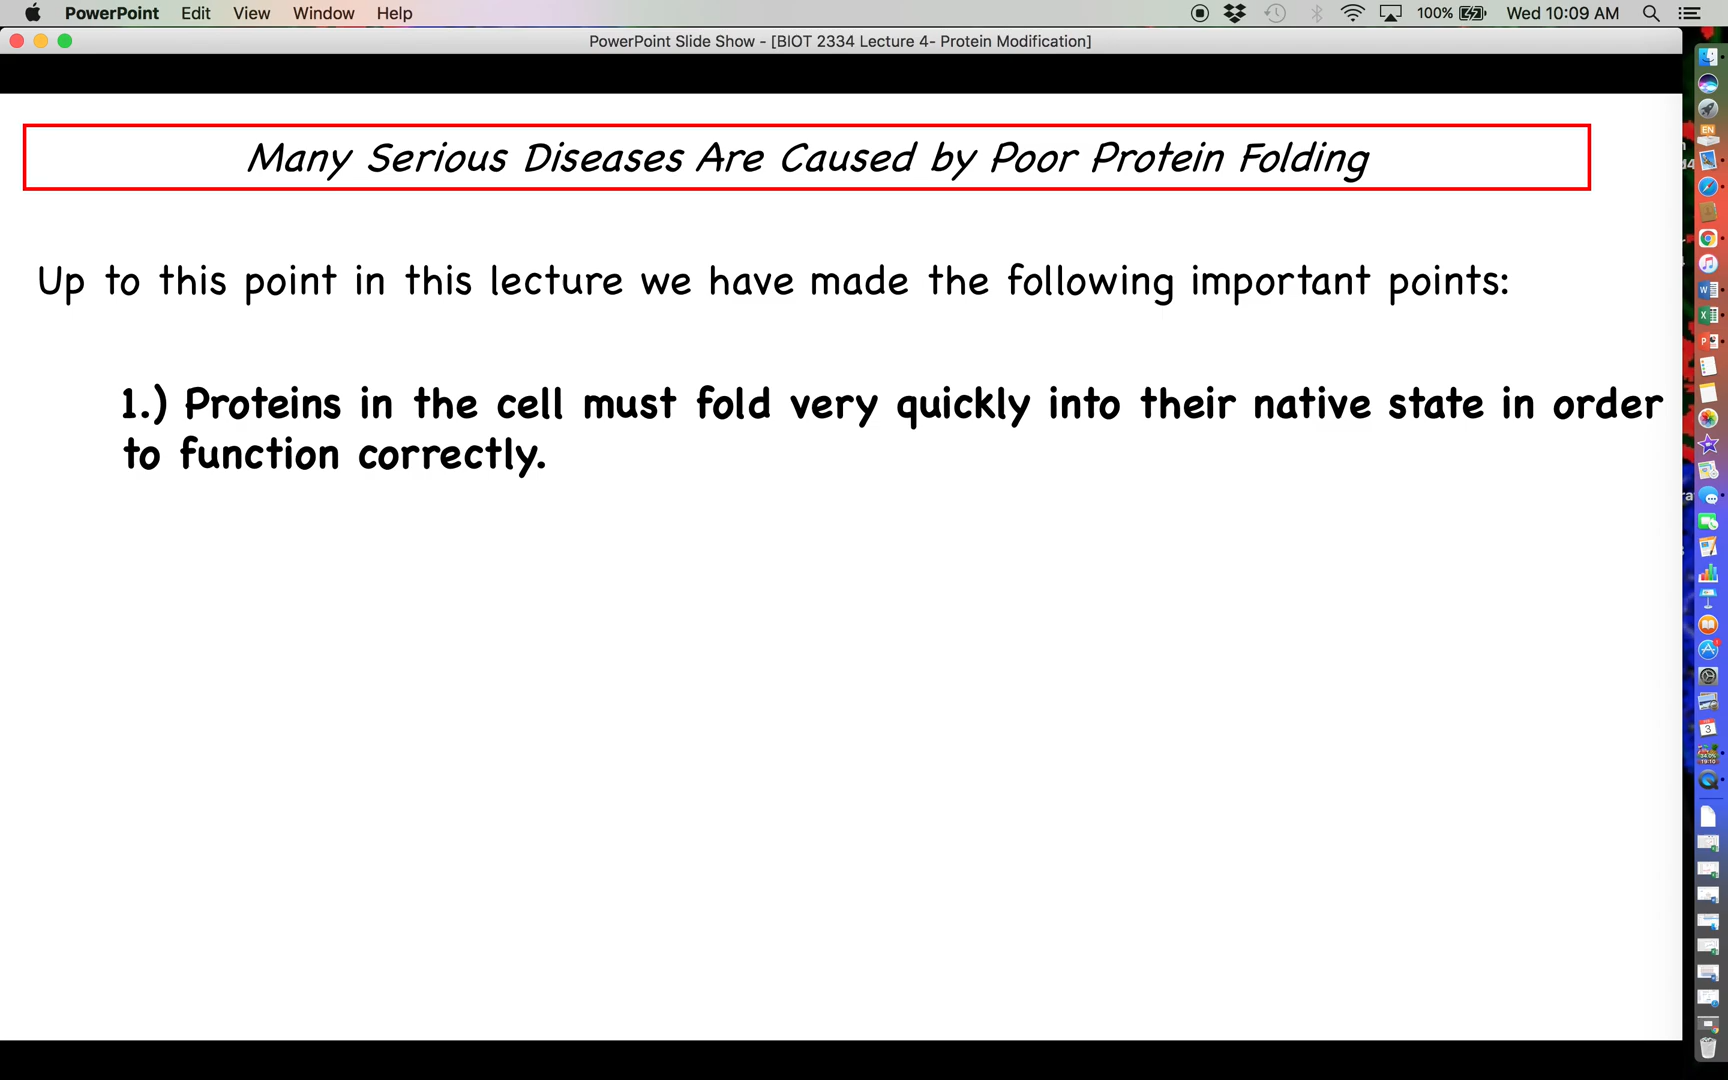 PowerPoint Edit View Window Help 100% Wed 10:09 AM
PowerPoint Slide Show - [BIOT 2334 Lecture 4- Protein Modification]
Many Serious Diseases Are Caused by Poor Protein Folding
Up to this point in this lecture we have made the following important points:
1.) Proteins in the cell must fold very quickly into their native state in order
to function correctly.
EN
3